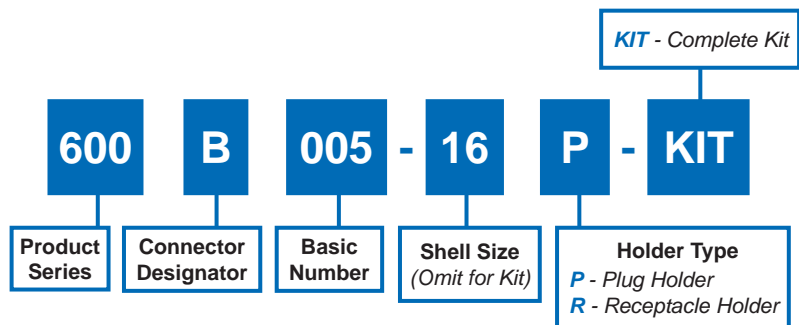 KIT - Complete Kit
600 B 005 - 16 P - KIT
Product
Series
Connector
Designator
Basic
Number
Shell Size
(Omit for Kit)
Holder Type
P - Plug Holder
R - Receptacle Holder